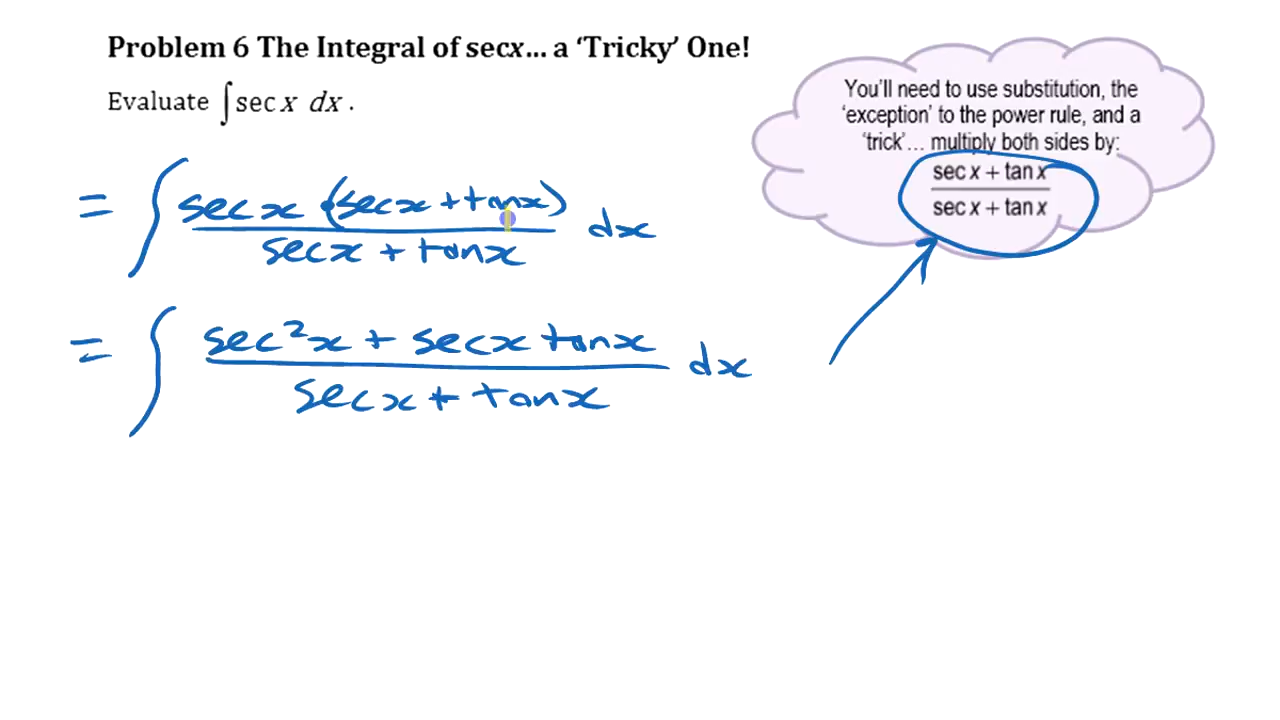 Problem 6 The Integral of secx... a ‘Tricky’ One!
Evaluate ∫ sec x dx .
You'll need to use substitution, the
‘exception’ to the power rule, and a
‘trick’... multiply both sides by:
sec x + tan x
sec x + tan x
= ∫ secx (secx + tanx)
secx + tanx
dx
= ∫ sec²x + secx tanx
secx + tanx
dx